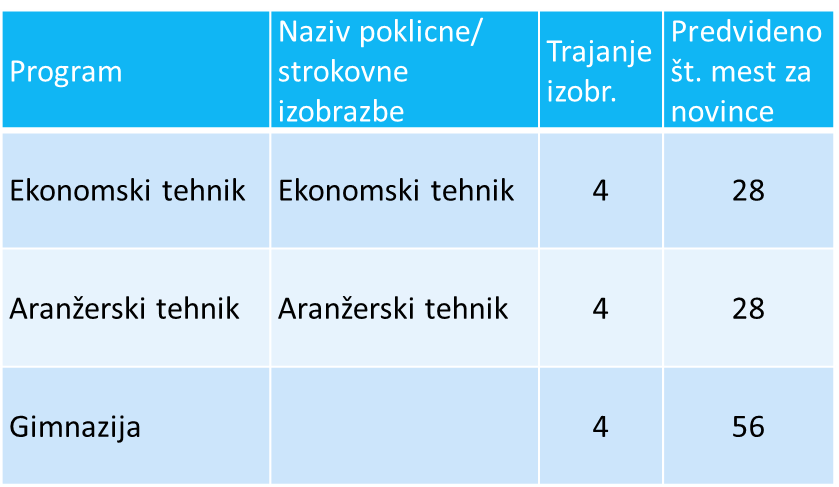 Program
Naziv poklicne/
strokovne
izobrazbe
Trajanje
izobr.
Predvideno
št. mest za
novince
Ekonomski tehnik
Ekonomski tehnik
4
28
Aranžerski tehnik
Aranžerski tehnik
4
28
Gimnazija
4
56